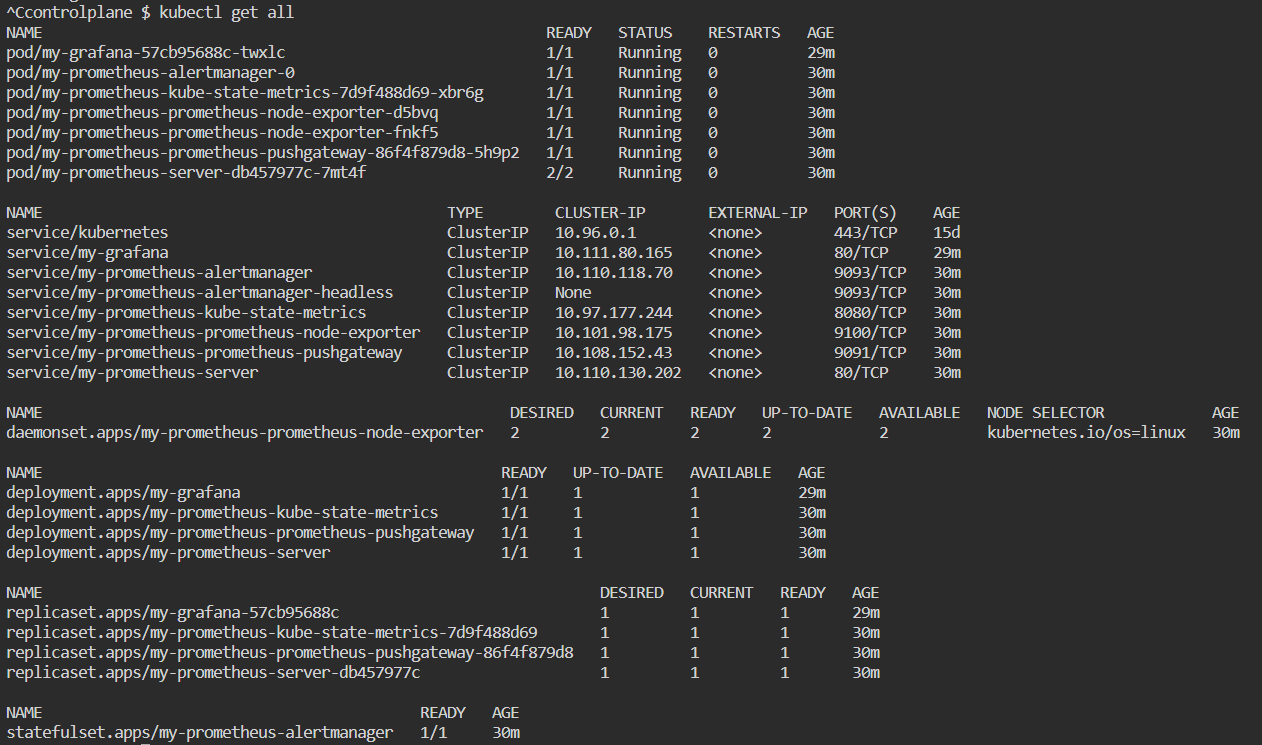 ^Ccontrolplane $ kubectl get all
NAME READY STATUS RESTARTS AGE
pod/my-grafana-57cb95688c-twxlc 1/1 Running 0 29m
pod/my-prometheus-alertmanager-0 1/1 Running 0 30m
pod/my-prometheus-kube-state-metrics-7d9f488d69-xbr6g 1/1 Running 0 30m
pod/my-prometheus-prometheus-node-exporter-d5bvq 1/1 Running 0 30m
pod/my-prometheus-prometheus-node-exporter-fnkf5 1/1 Running 0 30m
pod/my-prometheus-prometheus-pushgateway-86f4f879d8-5h9p2 1/1 Running 0 30m
pod/my-prometheus-server-db457977c-7mt4f 2/2 Running 0 30m
NAME TYPE CLUSTER-IP EXTERNAL-IP PORT(S) AGE
service/kubernetes ClusterIP 10.96.0.1 <none> 443/TCP 15d
service/my-grafana ClusterIP 10.111.80.165 <none> 80/TCP 29m
service/my-prometheus-alertmanager ClusterIP 10.110.118.70 <none> 9093/TCP 30m
service/my-prometheus-alertmanager-headless ClusterIP None <none> 9093/TCP 30m
service/my-prometheus-kube-state-metrics ClusterIP 10.97.177.244 <none> 8080/TCP 30m
service/my-prometheus-prometheus-node-exporter ClusterIP 10.101.98.175 <none> 9100/TCP 30m
service/my-prometheus-prometheus-pushgateway ClusterIP 10.108.152.43 <none> 9091/TCP 30m
service/my-prometheus-server ClusterIP 10.110.130.202 <none> 80/TCP 30m
NAME DESIRED CURRENT READY UP-TO-DATE AVAILABLE NODE SELECTOR AGE
daemonset.apps/my-prometheus-prometheus-node-exporter 2 2 2 2 2 kubernetes.io/os=linux 30m
NAME READY UP-TO-DATE AVAILABLE AGE
deployment.apps/my-grafana 1/1 1 1 29m
deployment.apps/my-prometheus-kube-state-metrics 1/1 1 1 30m
deployment.apps/my-prometheus-prometheus-pushgateway 1/1 1 1 30m
deployment.apps/my-prometheus-server 1/1 1 1 30m
NAME DESIRED CURRENT READY AGE
replicaset.apps/my-grafana-57cb95688c 1 1 1 29m
replicaset.apps/my-prometheus-kube-state-metrics-7d9f488d69 1 1 1 30m
replicaset.apps/my-prometheus-prometheus-pushgateway-86f4f879d8 1 1 1 30m
replicaset.apps/my-prometheus-server-db457977c 1 1 1 30m
NAME READY AGE
statefulset.apps/my-prometheus-alertmanager 1/1 30m